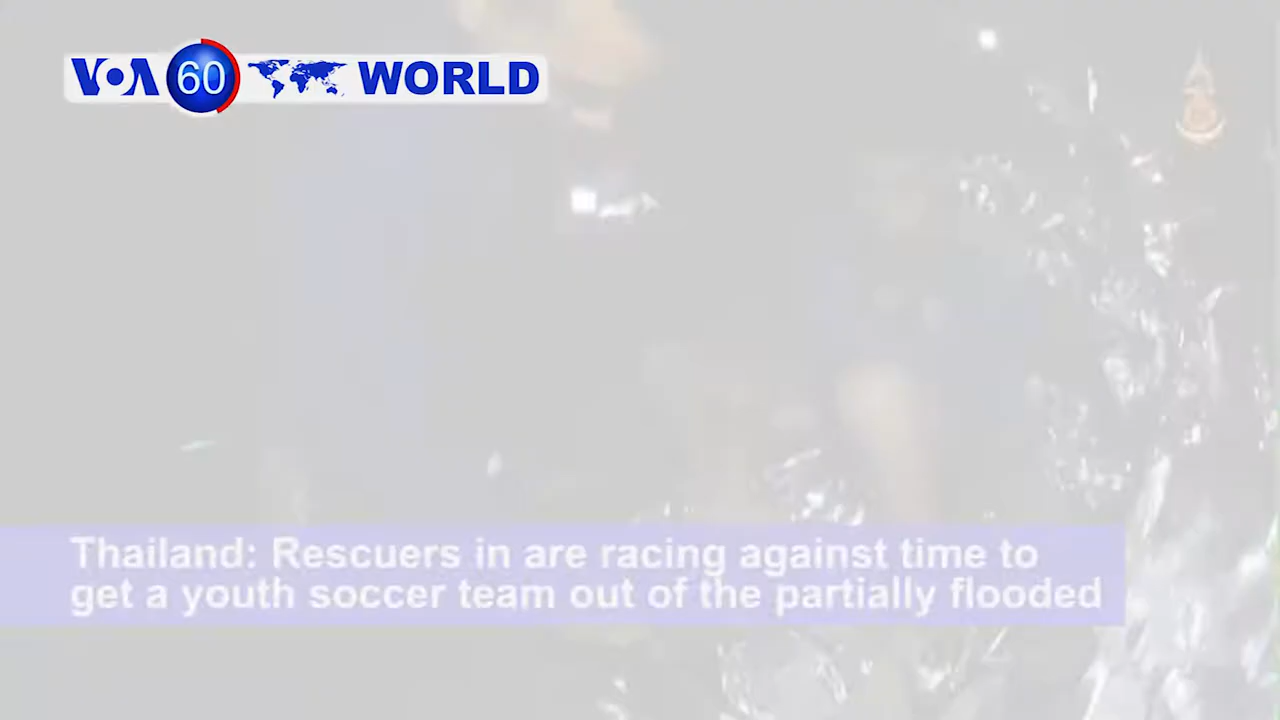 VOA 60 WORLD
Thailand: Rescuers in are racing against time to
get a youth soccer team out of the partially flooded